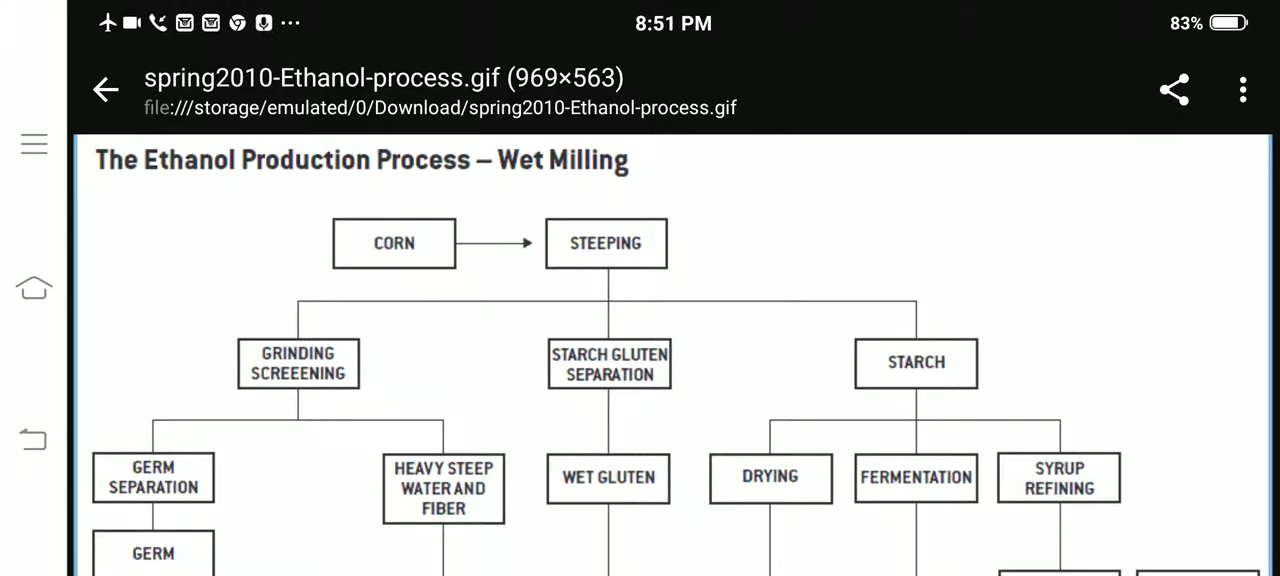 8:51 PM
83%
spring2010-Ethanol-process.gif (969×563)
file:///storage/emulated/0/Download/spring2010-Ethanol-process.gif
The Ethanol Production Process – Wet Milling
CORN
STEEPING
GRINDING
SCREEENING
STARCH GLUTEN
SEPARATION
STARCH
GERM
SEPARATION
HEAVY STEEP
WATER AND
FIBER
WET GLUTEN
DRYING
FERMENTATION
SYRUP
REFINING
GERM